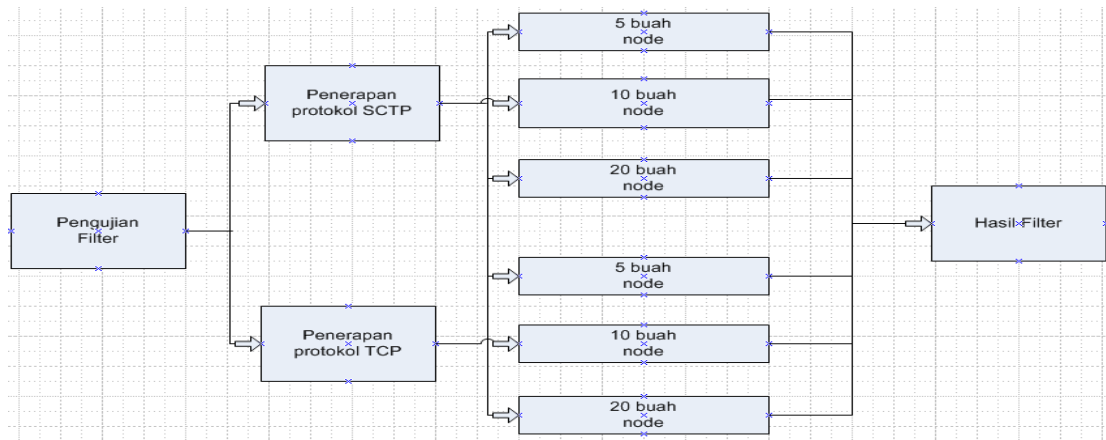 Pengujian
Filter
Penerapan
protokol SCTP
Penerapan
protokol TCP
5 buah
node
10 buah
node
20 buah
node
5 buah
node
10 buah
node
20 buah
node
Hasil Filter